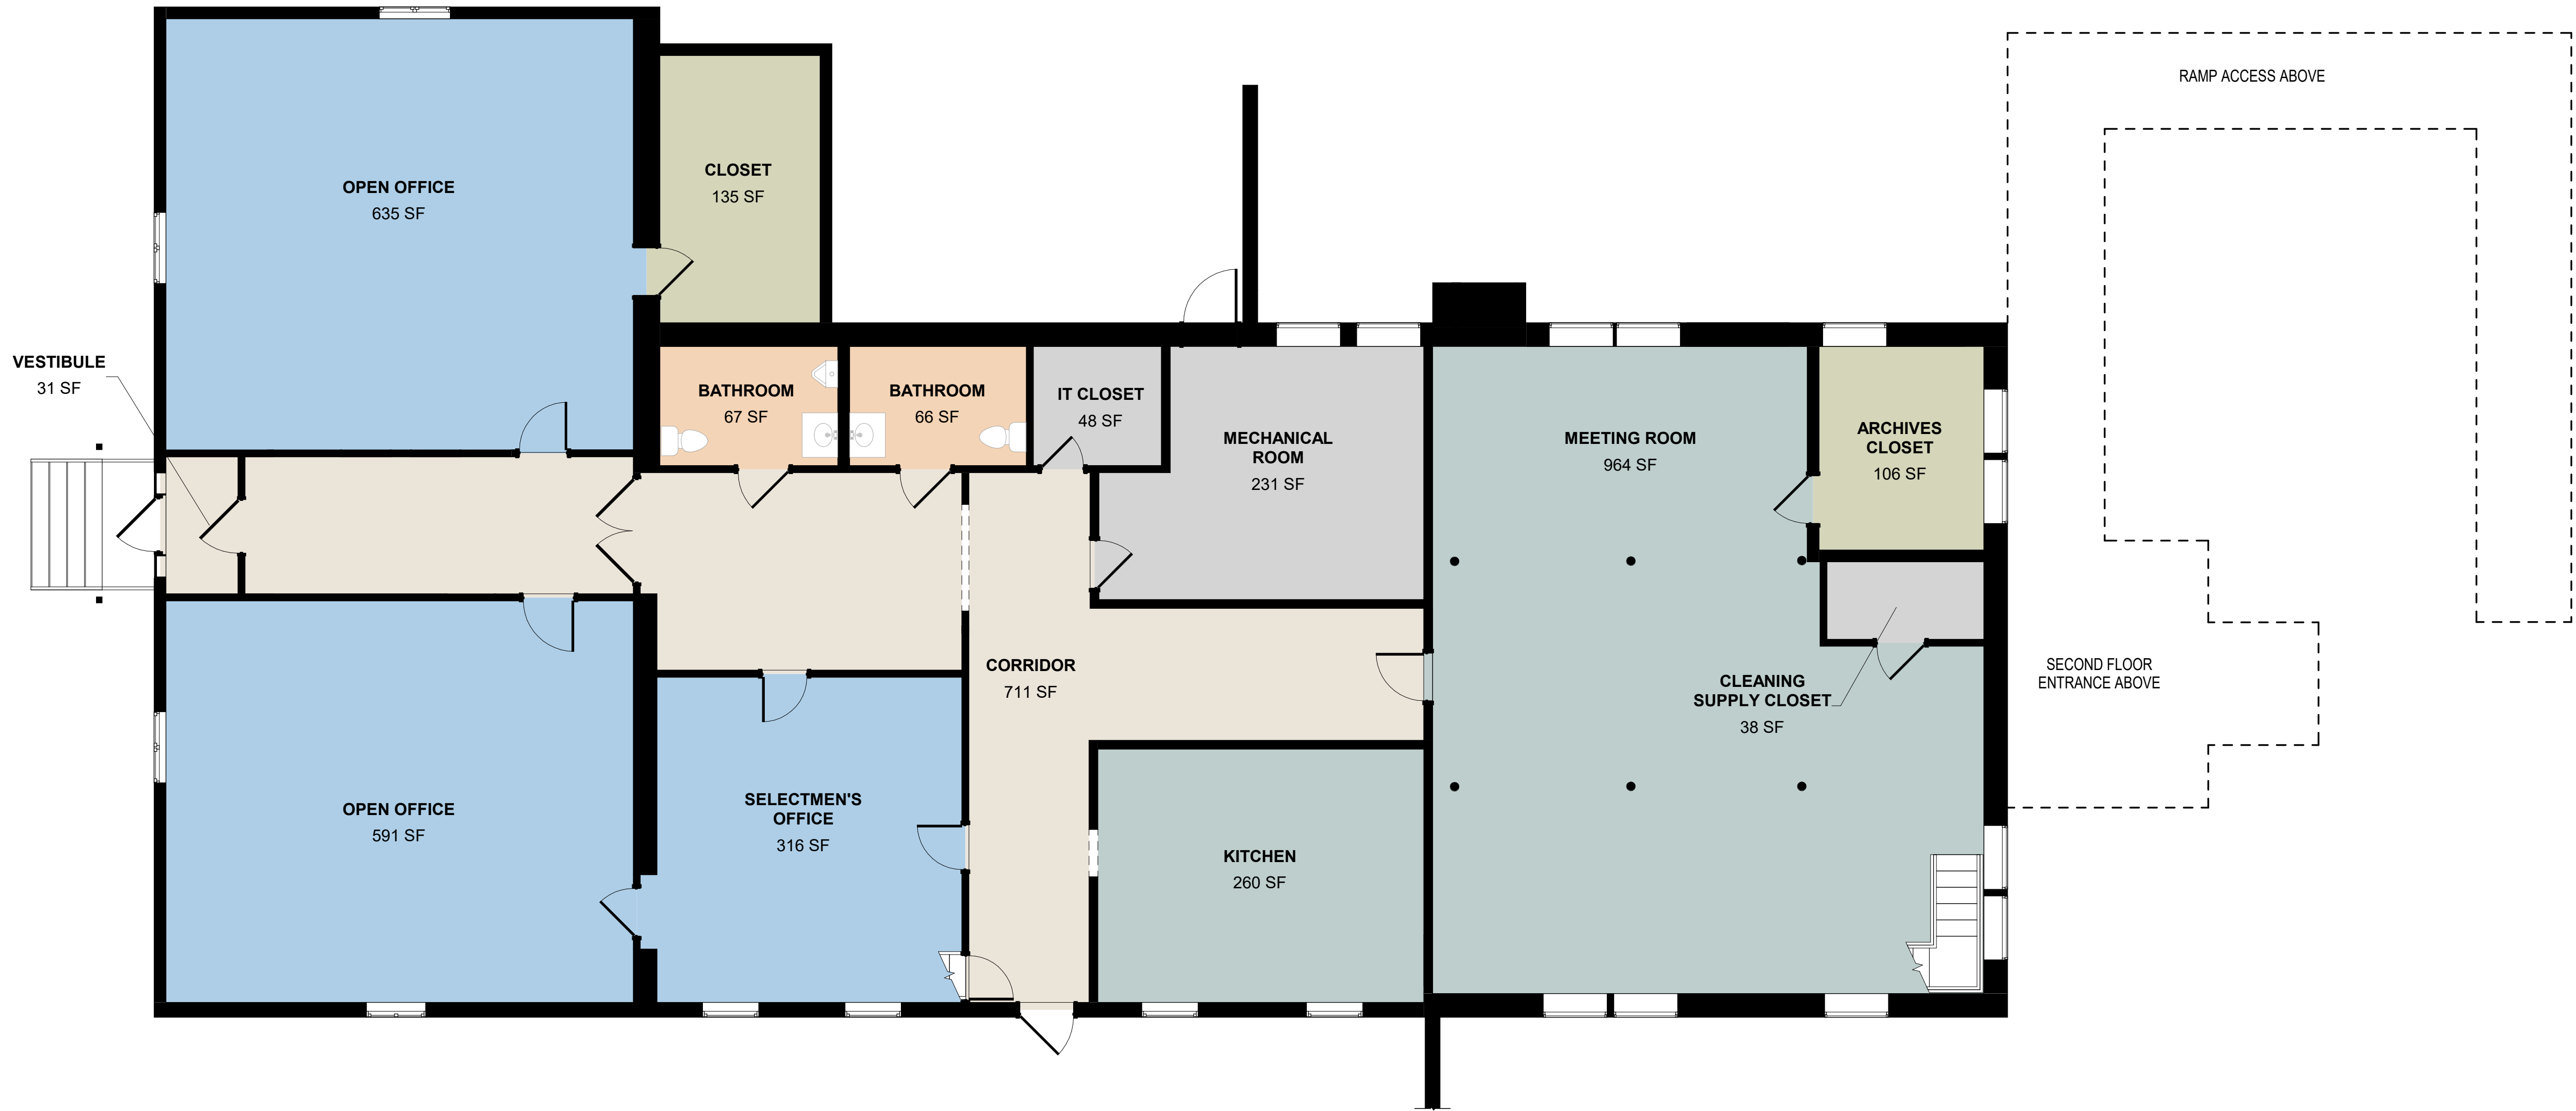 RAMP ACCESS ABOVE
OPEN OFFICE
635 SF
CLOSET
135 SF
VESTIBULE
31 SF
BATHROOM
67 SF
BATHROOM
66 SF
IT CLOSET
48 SF
MECHANICAL
ROOM
231 SF
MEETING ROOM
964 SF
ARCHIVES
CLOSET
106 SF
CORRIDOR
711 SF
CLEANING
SUPPLY CLOSET
38 SF
SECOND FLOOR
ENTRANCE ABOVE
OPEN OFFICE
591 SF
SELECTMEN'S
OFFICE
316 SF
KITCHEN
260 SF